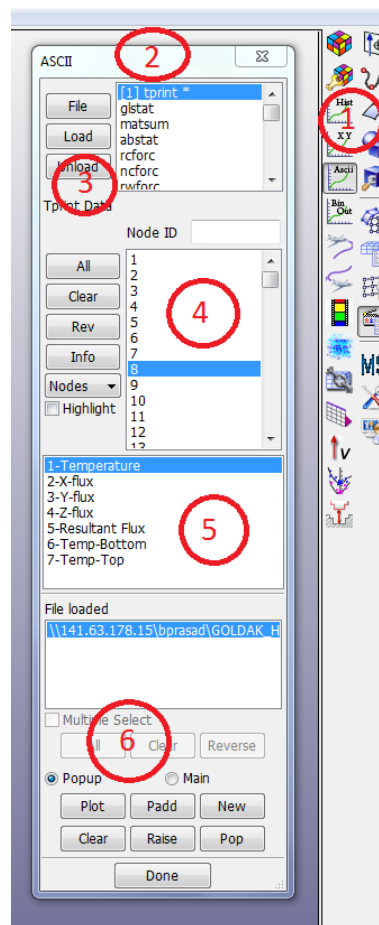 ASCII
2
File
Load
Unload
3
[1] tprint *
glstat
matsum
abstat
rcforc
ncforc
rwforc
Tprint Data
Node ID
All
Clear
Rev
Info
Nodes
Highlight
1
2
3
4
5
6
7
8
9
10
11
12
13
4
1-Temperature
2-X-flux
3-Y-flux
4-Z-flux
5-Resultant Flux
6-Temp-Bottom
7-Temp-Top
5
File loaded
\\141.63.178.15\bprasad\GOLDAK_H
Multiple Select
All Clear Reverse
6
Popup Main
Plot Padd New
Clear Raise Pop
Done
Hist
1
X Y
Ascii
Bin
Out
V